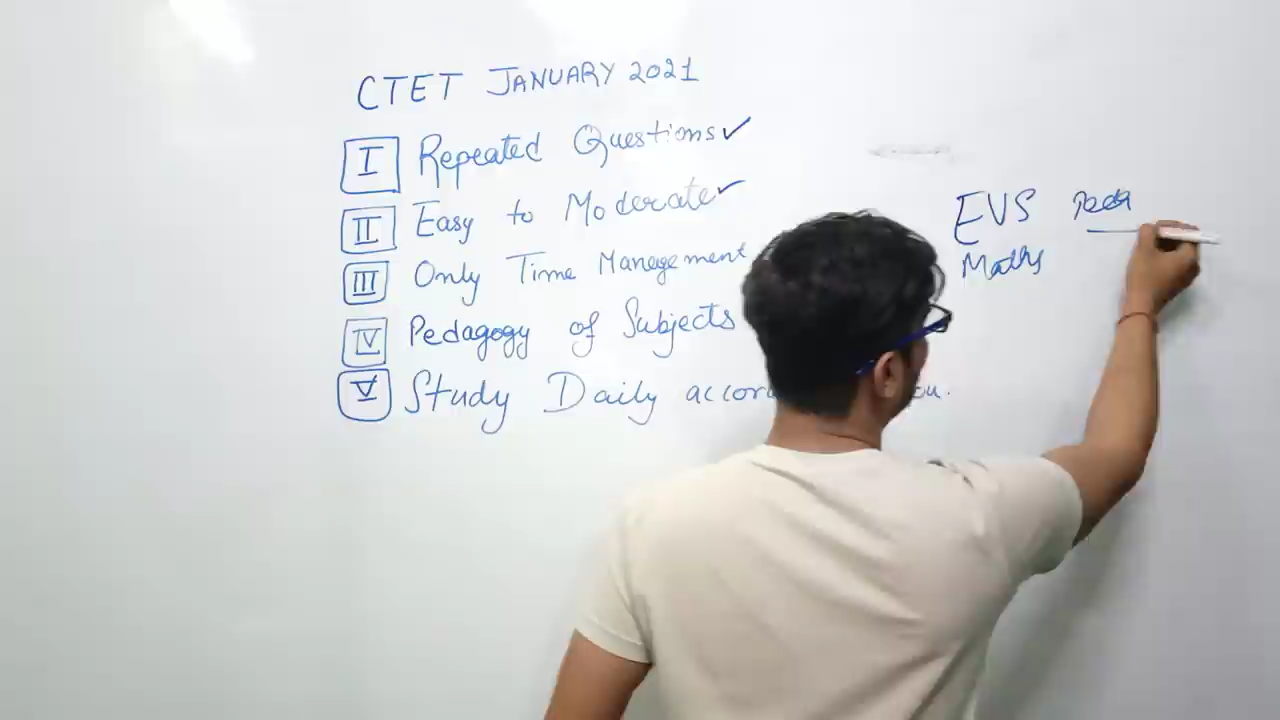 CTET JANUARY 2021
I Repeated Questions ✓
II Easy to Moderate ✓
III Only Time Management
IV Pedagogy of Subjects
V Study Daily
EVS
Maths